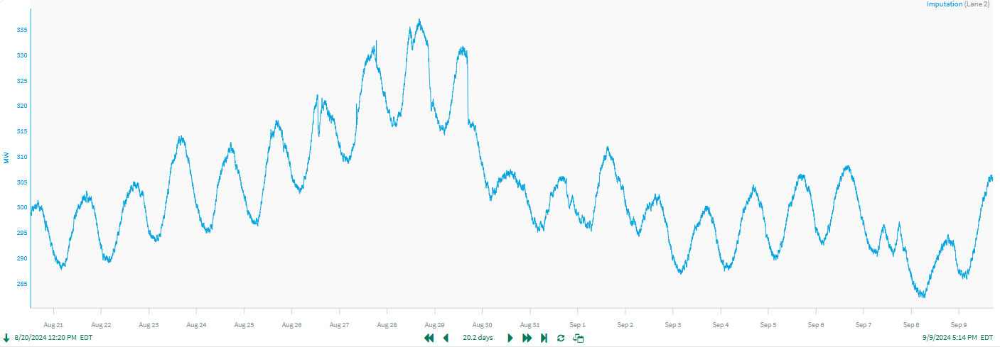 Imputation (Lane 2)
335
330
325
320
315
310
305
300
295
290
285
MW
Aug 21 Aug 22 Aug 23 Aug 24 Aug 25 Aug 26 Aug 27 Aug 28 Aug 29 Aug 30 Aug 31 Sep 1 Sep 2 Sep 3 Sep 4 Sep 5 Sep 6 Sep 7 Sep 8 Sep 9
8/20/2024 12:20 PM EDT 20.2 days 9/9/2024 5:14 PM EDT